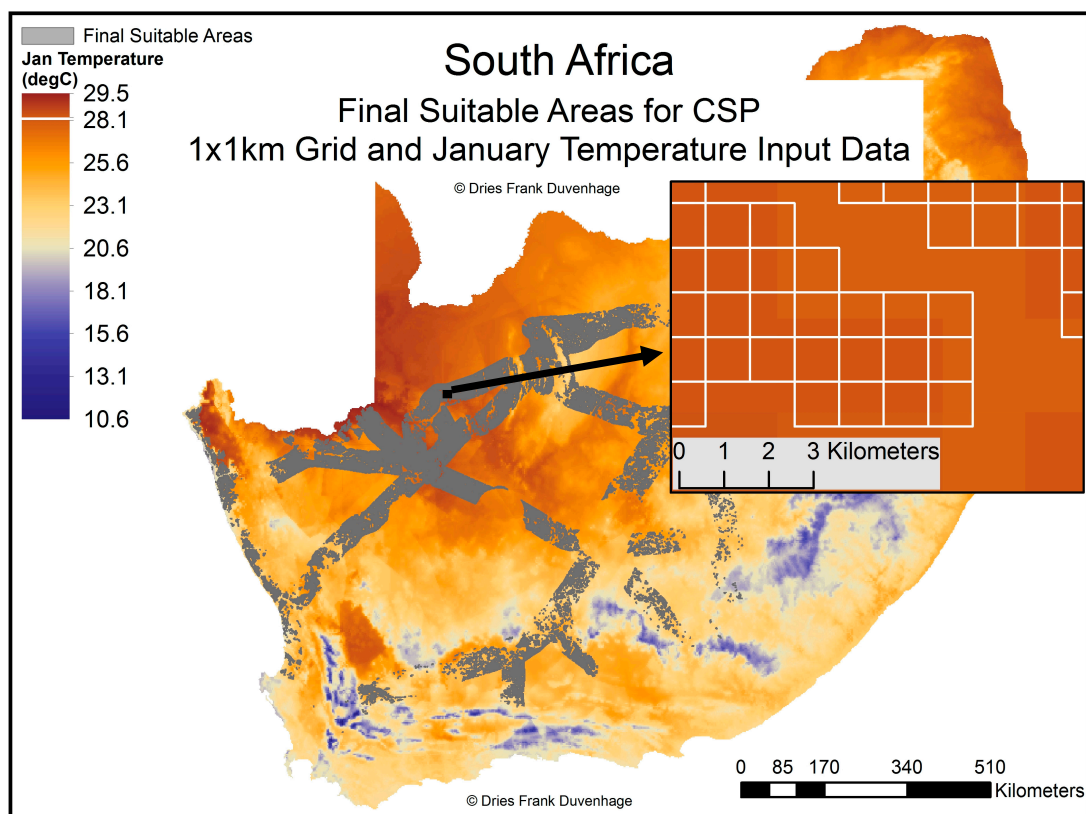 Final Suitable Areas
Jan Temperature
(degC)
29.5
28.1
25.6
23.1
20.6
18.1
15.6
13.1
10.6
South Africa
Final Suitable Areas for CSP
1x1km Grid and January Temperature Input Data
© Dries Frank Duvenhage
0 1 2 3 Kilometers
0 85 170 340 510
Kilometers
© Dries Frank Duvenhage